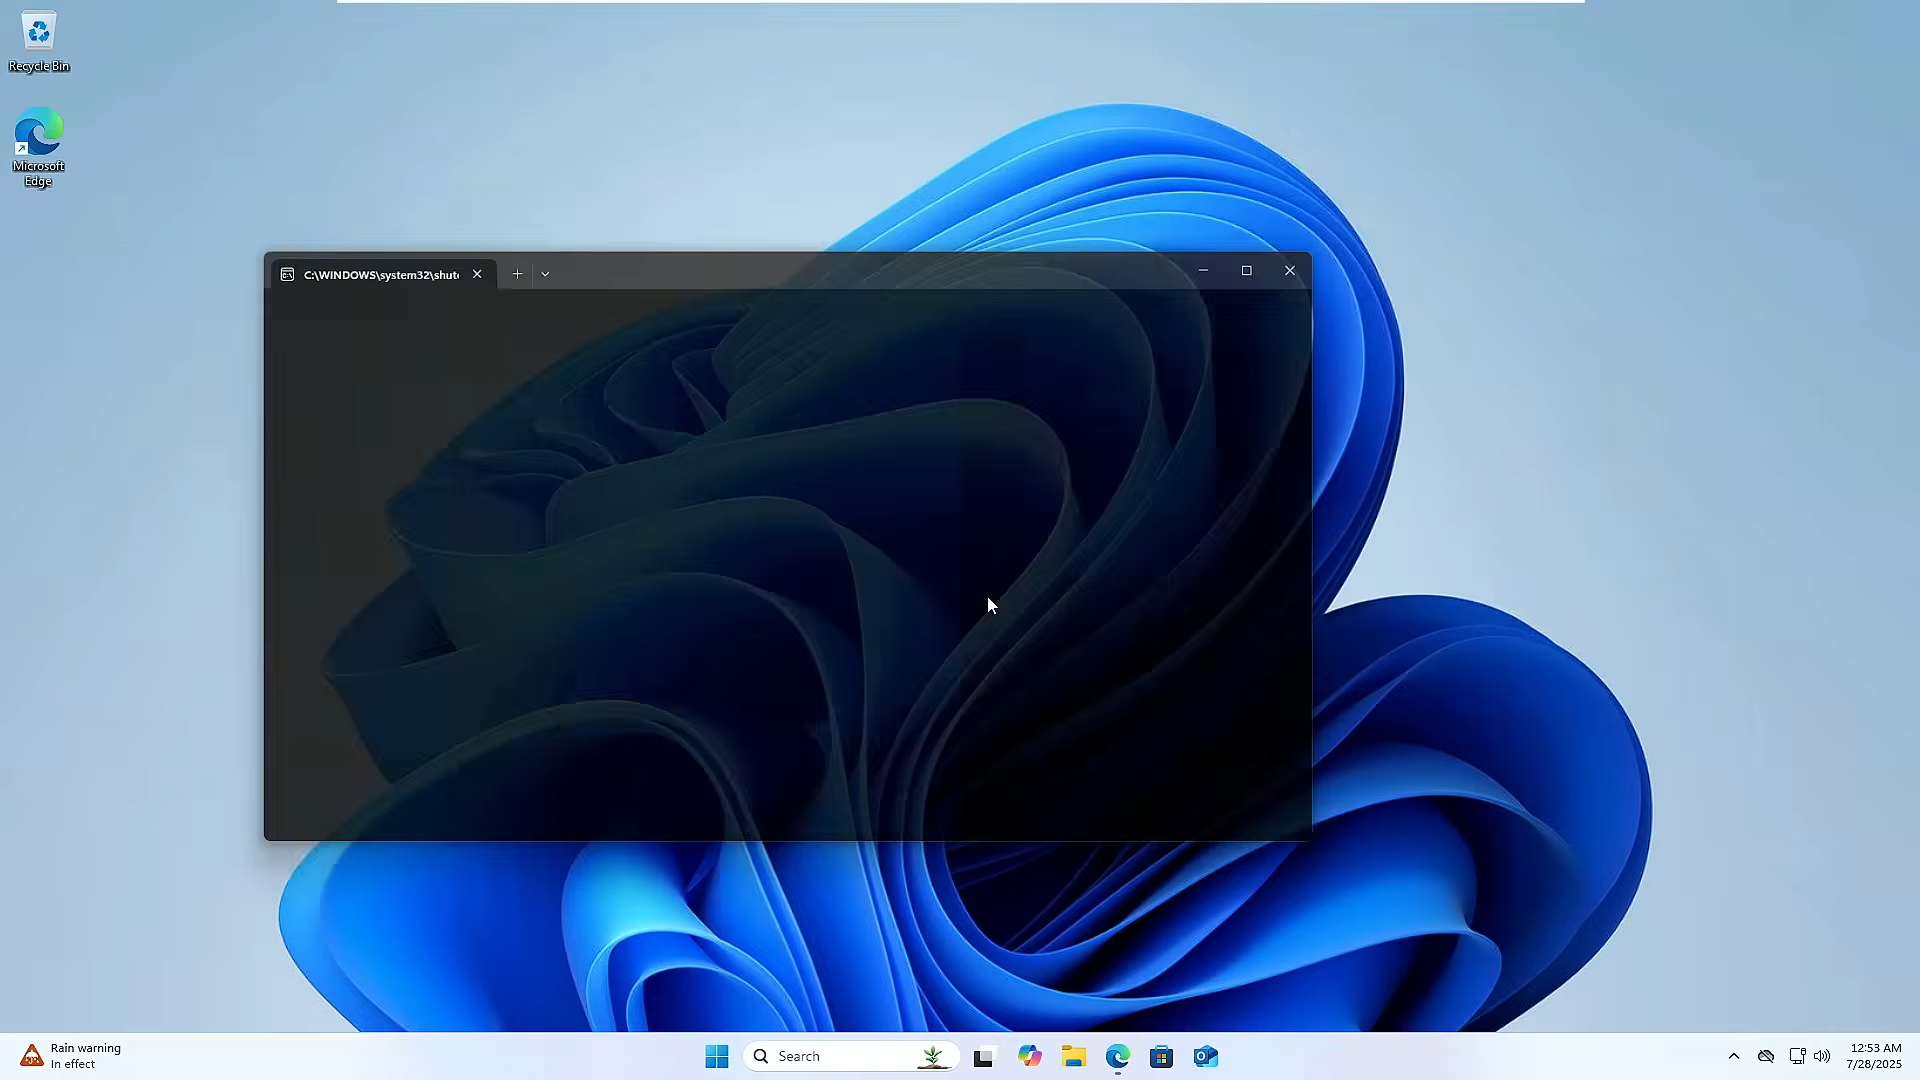 Recycle Bin
Microsoft
Edge
C:\WINDOWS\system32\shut
Rain warning
In effect
Search
12:53 AM
7/28/2025